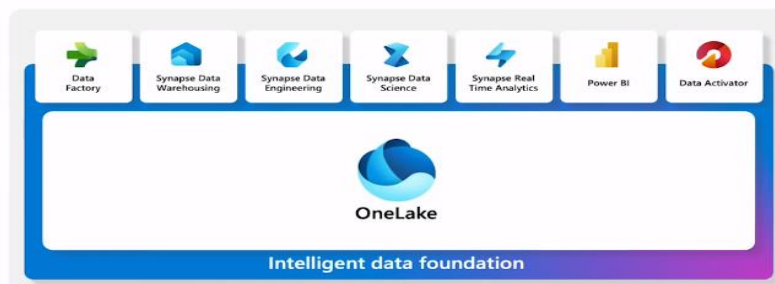 Data
Factory
Synapse Data
Warehousing
Synapse Data
Engineering
Synapse Data
Science
Synapse Real
Time Analytics
Power BI
Data Activator
OneLake
Intelligent data foundation